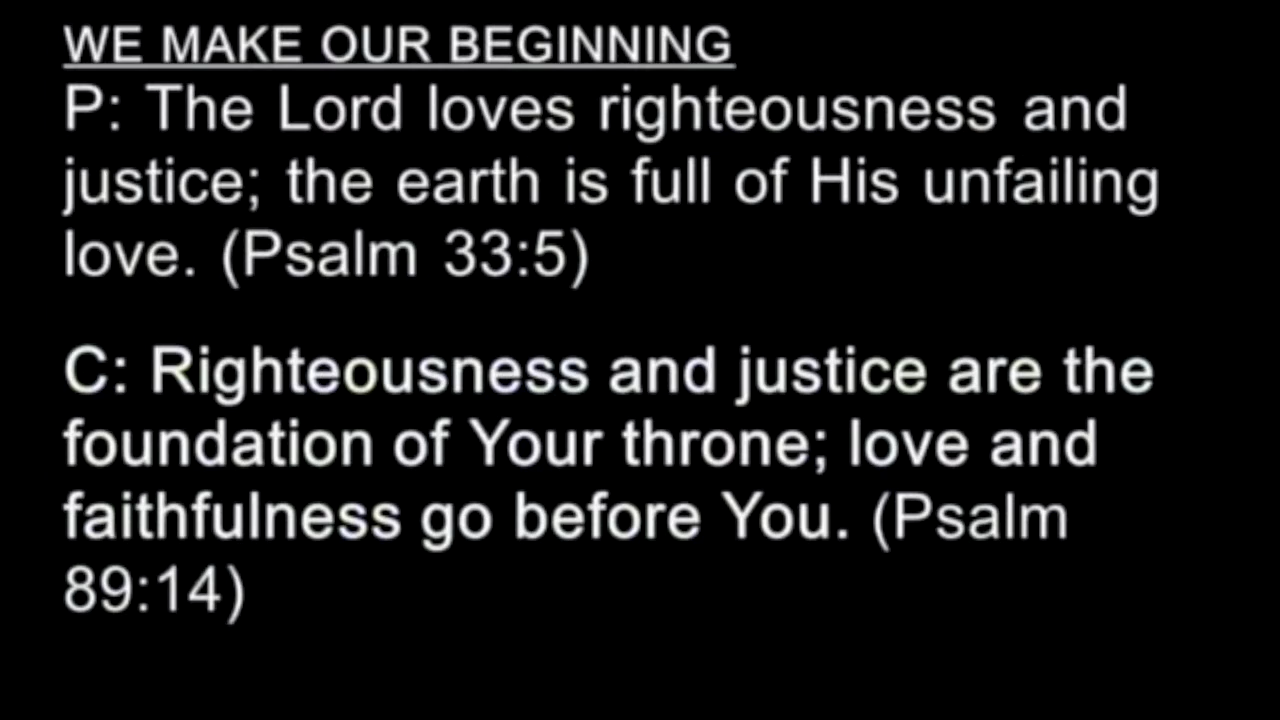 WE MAKE OUR BEGINNING
P: The Lord loves righteousness and
justice; the earth is full of His unfailing
love. (Psalm 33:5)
C: Righteousness and justice are the
foundation of Your throne; love and
faithfulness go before You. (Psalm
89:14)